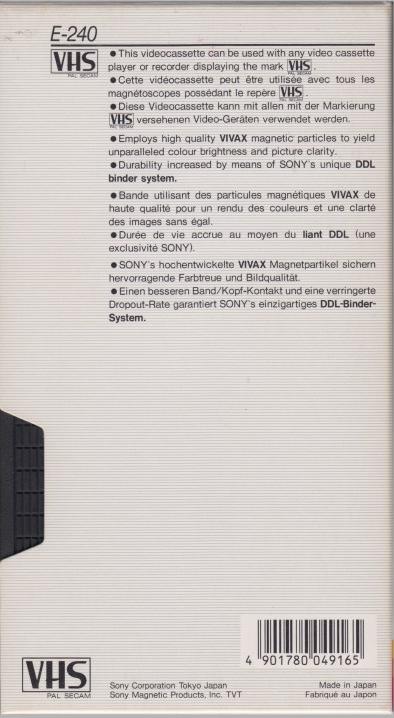 E-240
VHS
PAL SECAM
● This videocassette can be used with any video cassette
player or recorder displaying the mark VHS .
PAL SECAM
● Cette vidéocassette peut être utilisée avec tous les
magnétoscopes possédant le repère VHS .
PAL SECAM
● Diese Videocassette kann mit allen mit der Markierung
VHS versehenen Video-Geräten verwendet werden.
PAL SECAM
● Employs high quality VIVAX magnetic particles to yield
unparalleled colour brightness and picture clarity.
● Durability increased by means of SONY's unique DDL
binder system.
● Bande utilisant des particules magnétiques VIVAX de
haute qualité pour un rendu des couleurs et une clarté
des images sans égal.
● Durée de vie accrue au moyen du liant DDL (une
exclusivité SONY).
● SONY's hochentwickelte VIVAX Magnetpartikel sichern
hervorragende Farbtreue und Bildqualität.
● Einen besseren Band/Kopf-Kontakt und eine verringerte
Dropout-Rate garantiert SONY's einzigartiges DDL-Binder-
System.
4 901780 049165
VHS
PAL SECAM
Sony Corporation Tokyo Japan
Sony Magnetic Products, Inc. TVT
Made in Japan
Fabriqué au Japon